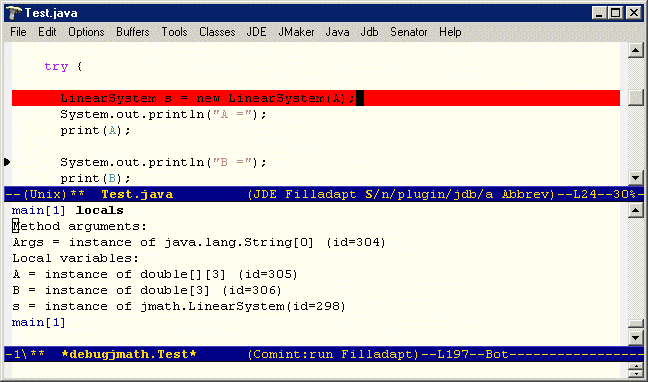 Test.java
File Edit Options Buffers Tools Classes JDE JMaker Java Jdb Senator Help
try {
LinearSystem s = new LinearSystem(A);
System.out.println("A =");
print(A);
System.out.println("B =");
print(B);
--(Unix)** Test.java (JDE Filladapt S/n/plugin/jdb/a Abbrev)--L24--30%-
main[1] locals
Method arguments:
Args = instance of java.lang.String[0] (id=304)
Local variables:
A = instance of double[][3] (id=305)
B = instance of double[3] (id=306)
s = instance of jmath.LinearSystem(id=298)
main[1]
-1\** *debugjmath.Test* (Comint:run Filladapt)--L197--Bot-----------------